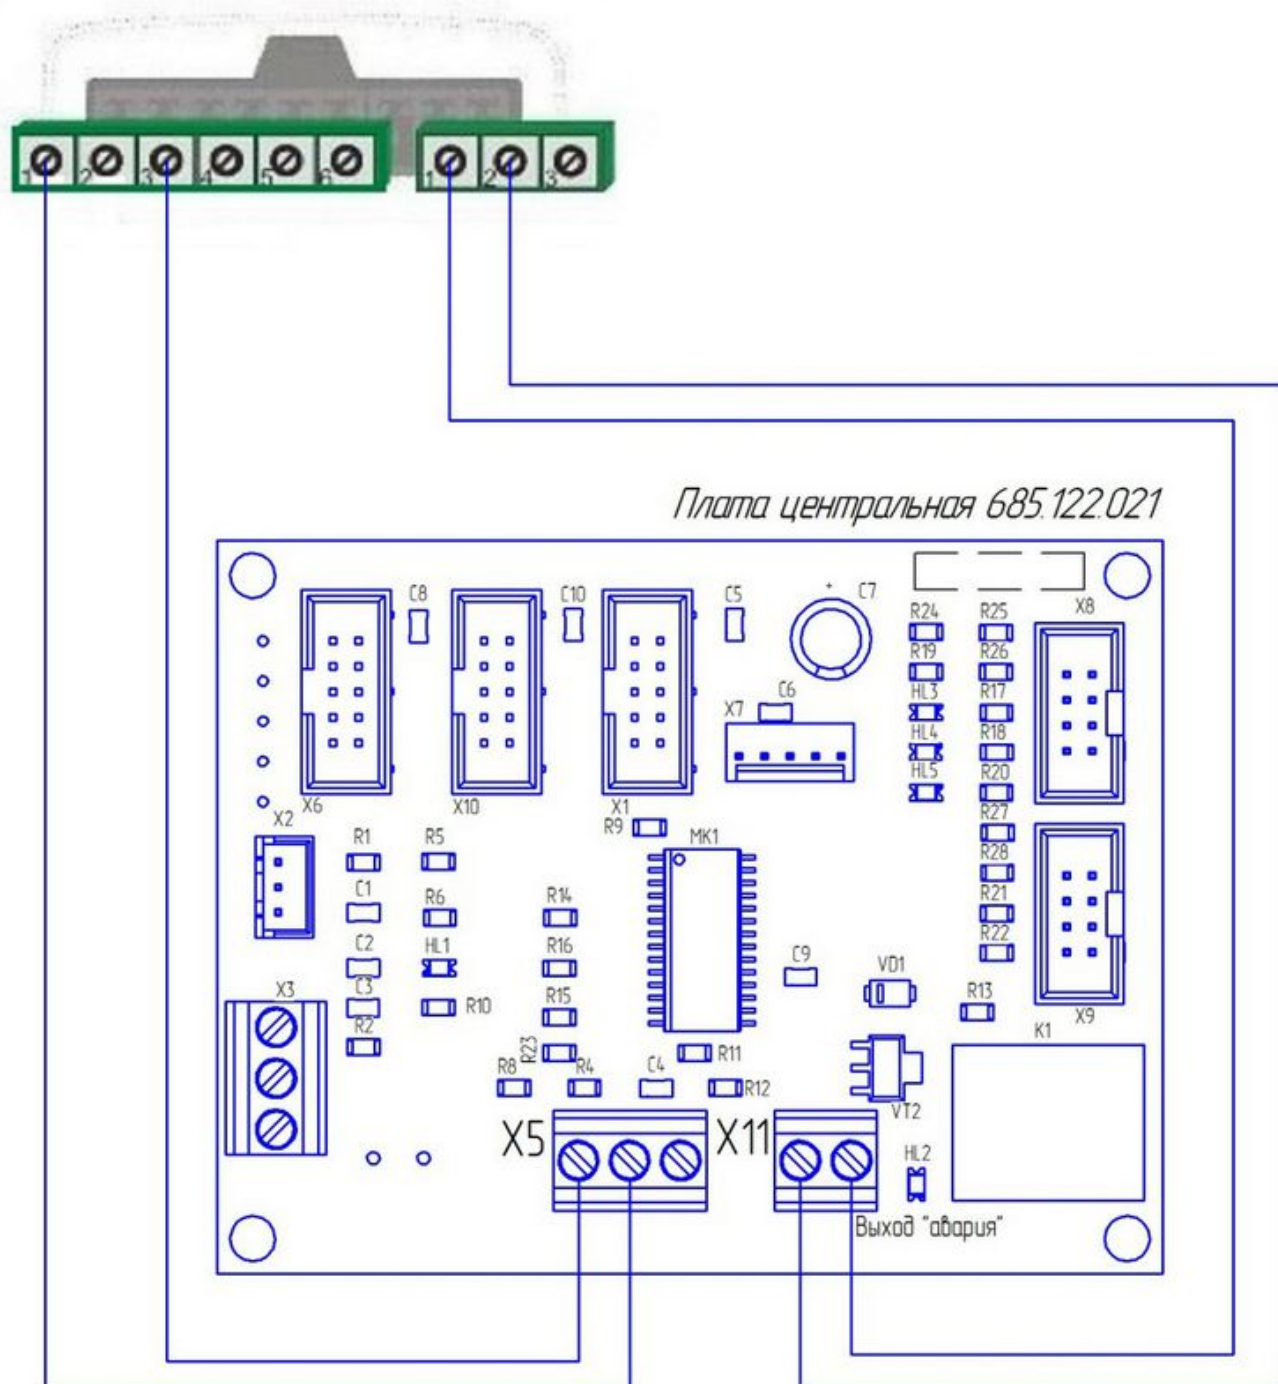 1 2 3 4 5 6 1 2 3
Плата центральная 685.122.021
C8 C10 C5 C7 X8
+
R24 R25
R19 R26
HL3 R17
C6
X7
HL4 R18
HL5 R20
X6 X10 X1
R27
X2
R9
MK1
R1 R5
R28
C1 R6 R14
R21
R22
C2 HL1 R16
C9 VD1
X3 C3 R10 R15
R13 X9
R2 R23 R11
K1
R8 R4 C4 R12
VT2
X5 X11
HL2
Выход "авария"